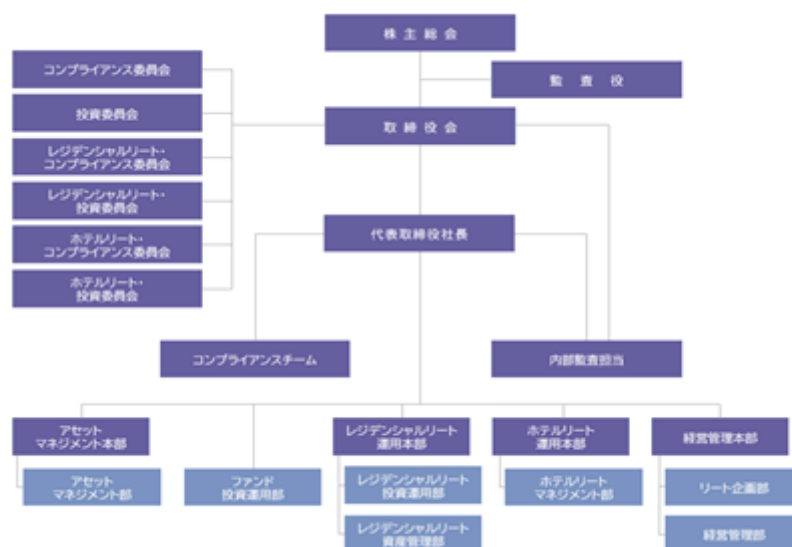 株主総会
コンプライアンス委員会
監査役
投資委員会
取締役会
レジデンシャルリート・
コンプライアンス委員会
レジデンシャルリート・
投資委員会
代表取締役社長
ホテルリート・
コンプライアンス委員会
ホテルリート・
投資委員会
コンプライアンスチーム
内部監査担当
アセット
マネジメント本部
レジデンシャルリート
運用本部
ホテルリート
運用本部
経営管理本部
アセット
マネジメント部
ファンド
投資運用部
レジデンシャルリート
投資運用部
ホテルリート
マネジメント部
リート企画部
レジデンシャルリート
資産管理部
経営管理部